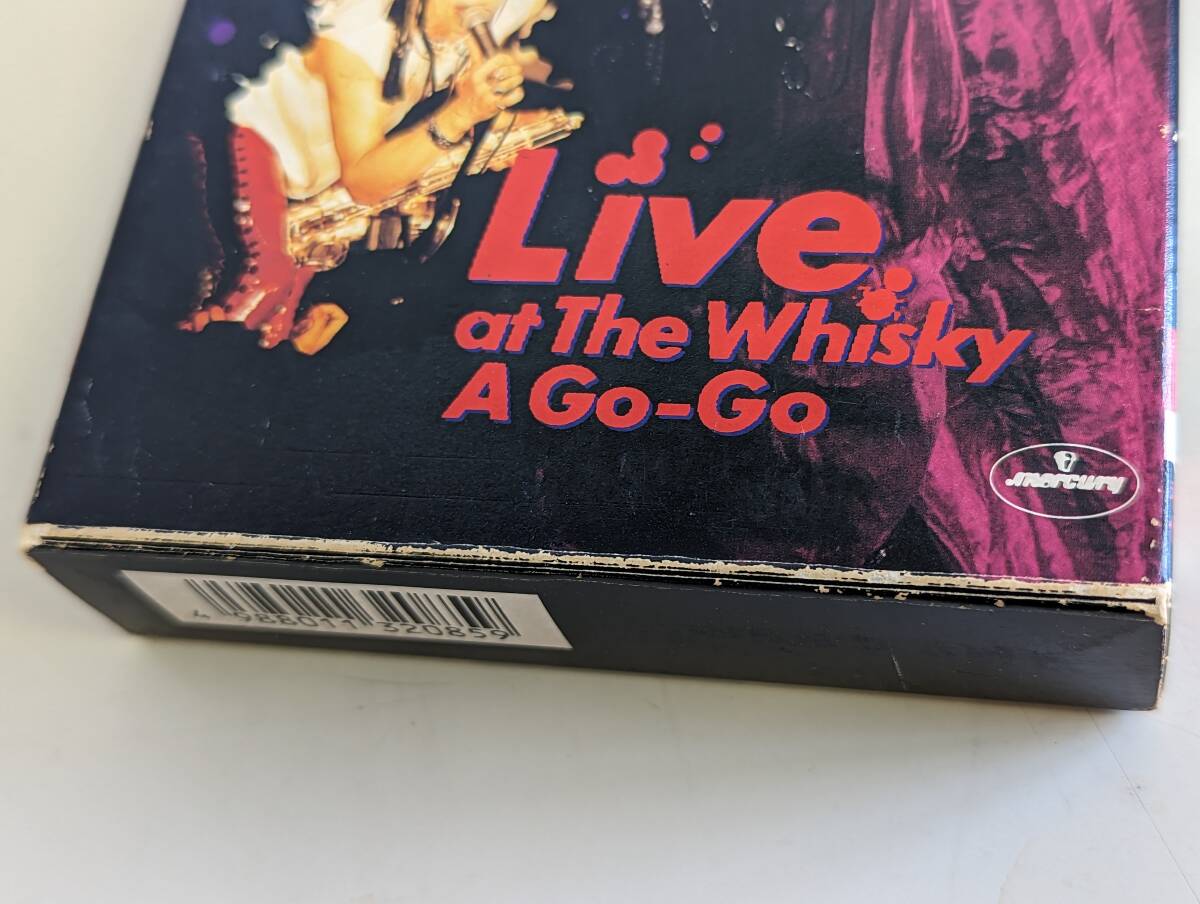 Live.
at The Whisky
A Go-Go
mercury
4 988011 320859